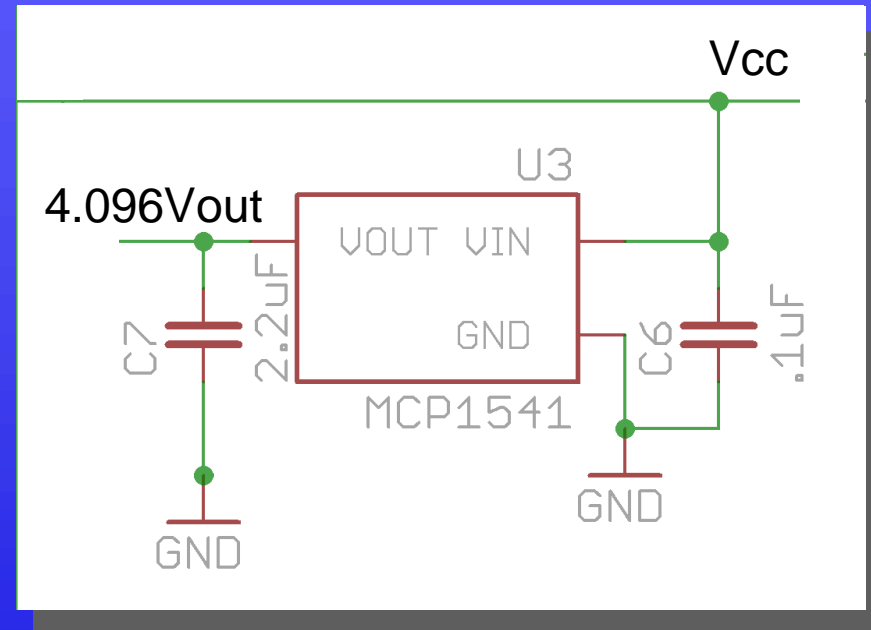 Vcc
U3
4.096Vout
VOUT VIN
GND
C7
2.2uF
C6
.1uF
MCP1541
GND
GND